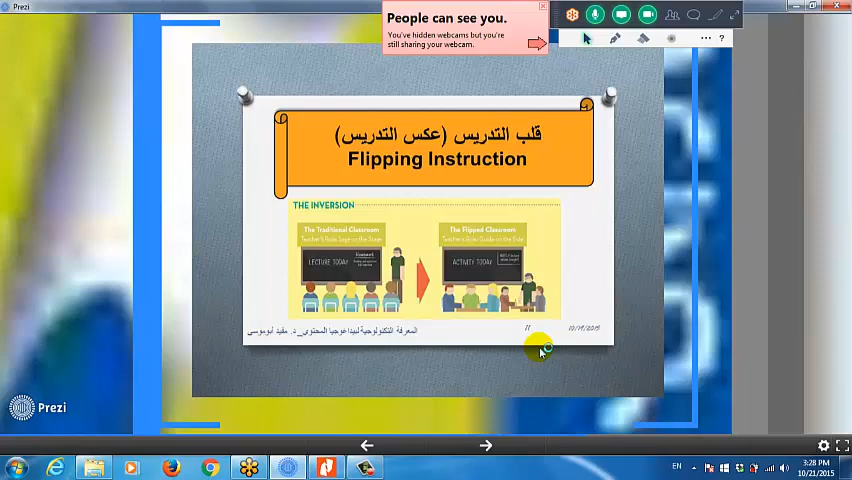 Prezi
People can see you.
You've hidden webcams but you're
still sharing your webcam.
قلب التدريس (عكس التدريس)
Flipping Instruction
THE INVERSION
The Traditional Classroom
Teacher's Role: Sage on the Stage
The Flipped Classroom
Teacher's Role: Guide on the Side
LECTURE TODAY
Homework
ACTIVITY TODAY
المعرفة التكنولوجية لبيداغوجيا المحتوى_د. مفيد أبوموسى
11
10/19/2015
Prezi
EN
3:28 PM
10/21/2015